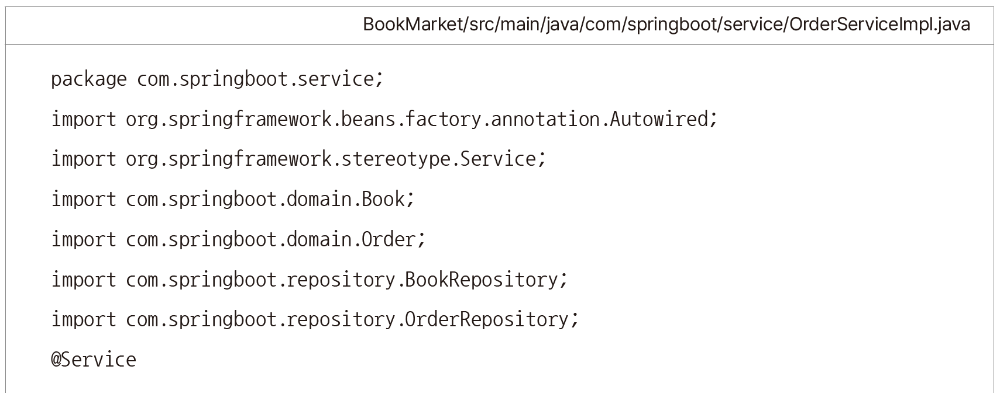 BookMarket/src/main/java/com/springboot/service/OrderServiceImpl.java
package com.springboot.service;
import org.springframework.beans.factory.annotation.Autowired;
import org.springframework.stereotype.Service;
import com.springboot.domain.Book;
import com.springboot.domain.Order;
import com.springboot.repository.BookRepository;
import com.springboot.repository.OrderRepository;
@Service